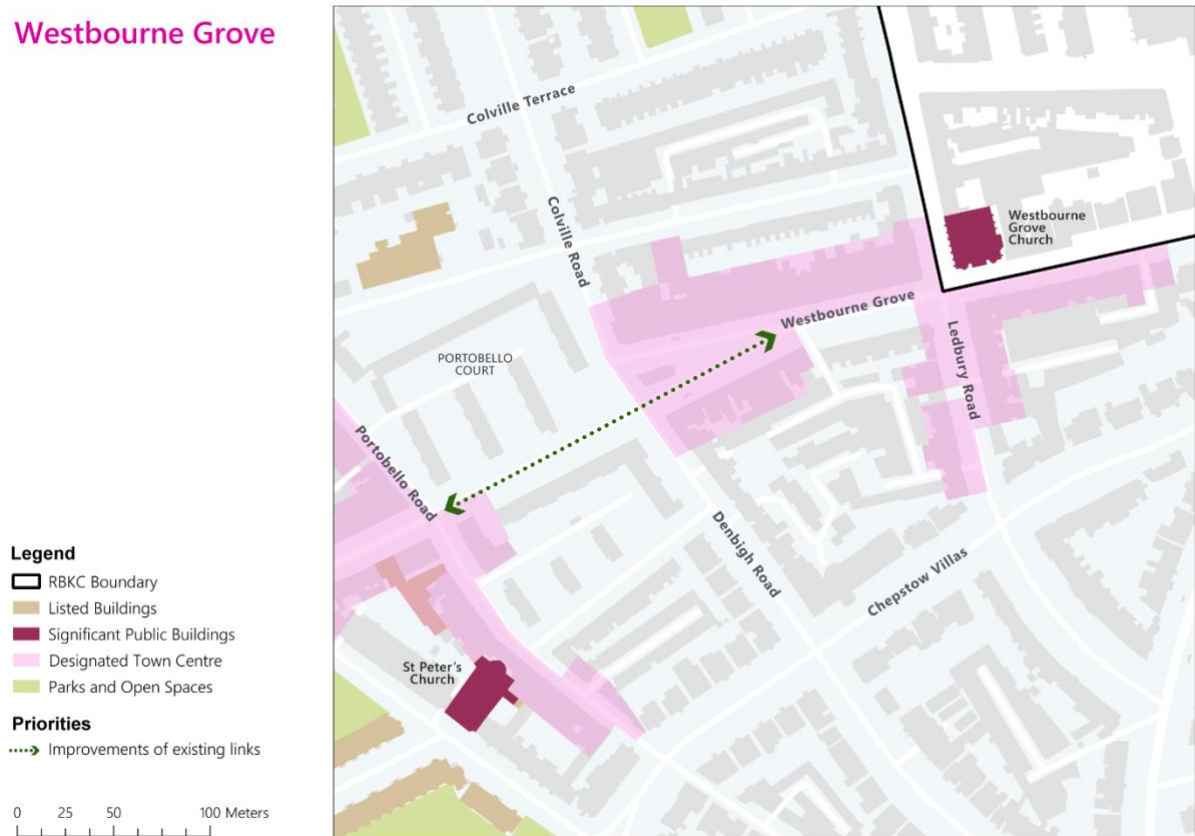 Westbourne Grove
Colville Terrace
Colville Road
Westbourne
Grove
Church
Westbourne Grove
Ledbury Road
PORTOBELLO
COURT
Portobello Road
Denbigh Road
Chepstow Villas
St Peter's
Church
Legend
RBKC Boundary
Listed Buildings
Significant Public Buildings
Designated Town Centre
Parks and Open Spaces
Priorities
Improvements of existing links
0 25 50 100 Meters